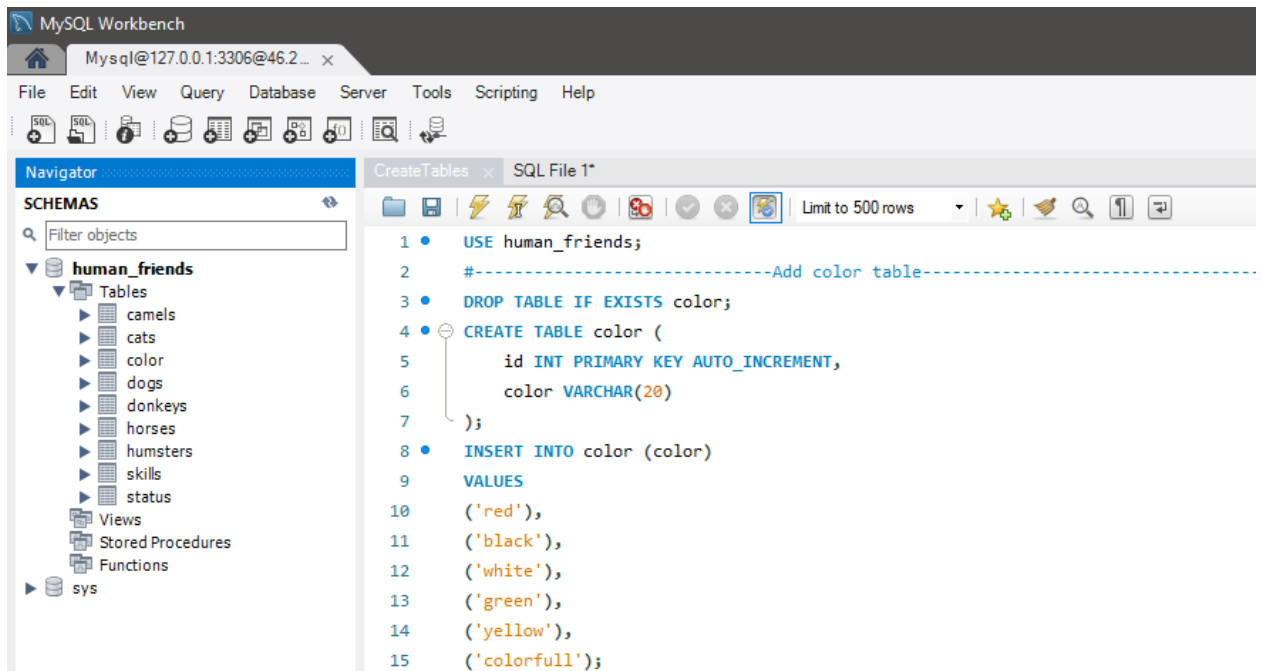 MySQL Workbench
Mysql@127.0.0.1:3306@46.2...
File Edit View Query Database Server Tools Scripting Help
Navigator
SCHEMAS
Filter objects
human_friends
Tables
camels
cats
color
dogs
donkeys
horses
humsters
skills
status
Views
Stored Procedures
Functions
sys
CreateTables SQL File 1*
Limit to 500 rows
1 USE human_friends;
2 #------------------------------Add color table----------------------------------
3 DROP TABLE IF EXISTS color;
4 CREATE TABLE color (
5 id INT PRIMARY KEY AUTO_INCREMENT,
6 color VARCHAR(20)
7 );
8 INSERT INTO color (color)
9 VALUES
10 ('red'),
11 ('black'),
12 ('white'),
13 ('green'),
14 ('yellow'),
15 ('colorfull');